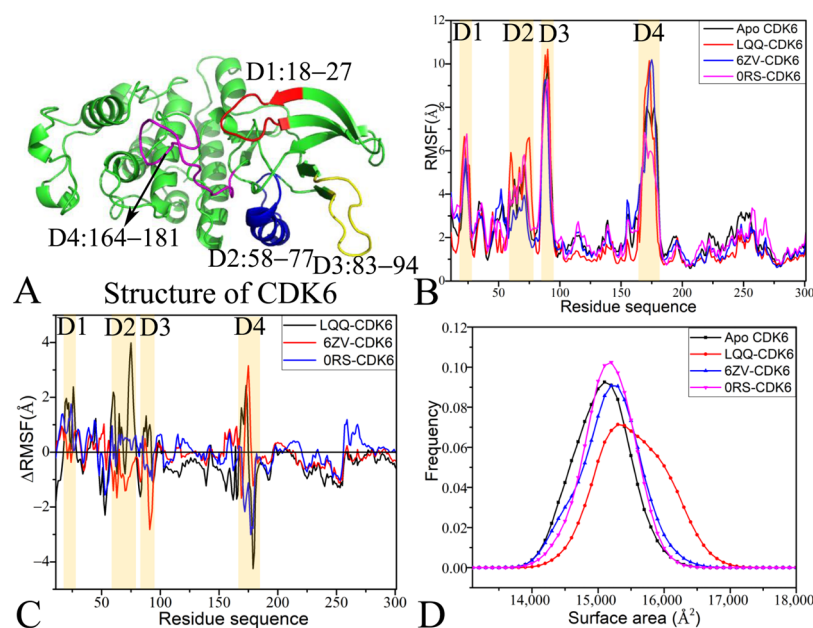 D1:18–27
D4:164–181
D2:58–77
D3:83–94
A
Structure of CDK6
D1 D2 D3 D4
Apo CDK6
LQQ-CDK6
6ZV-CDK6
0RS-CDK6
RMSF(Å)
12
10
8
6
4
2
0
50 100 150 200 250 300
Residue sequence
B
D1 D2 D3 D4
LQQ-CDK6
6ZV-CDK6
0RS-CDK6
ΔRMSF(Å)
4
2
0
−2
−4
50 100 150 200 250 300
Residue sequence
C
Apo CDK6
LQQ-CDK6
6ZV-CDK6
0RS-CDK6
Frequency
0.12
0.10
0.08
0.06
0.04
0.02
0.00
14,000 15,000 16,000 17,000 18,000
Surface area (Å²)
D